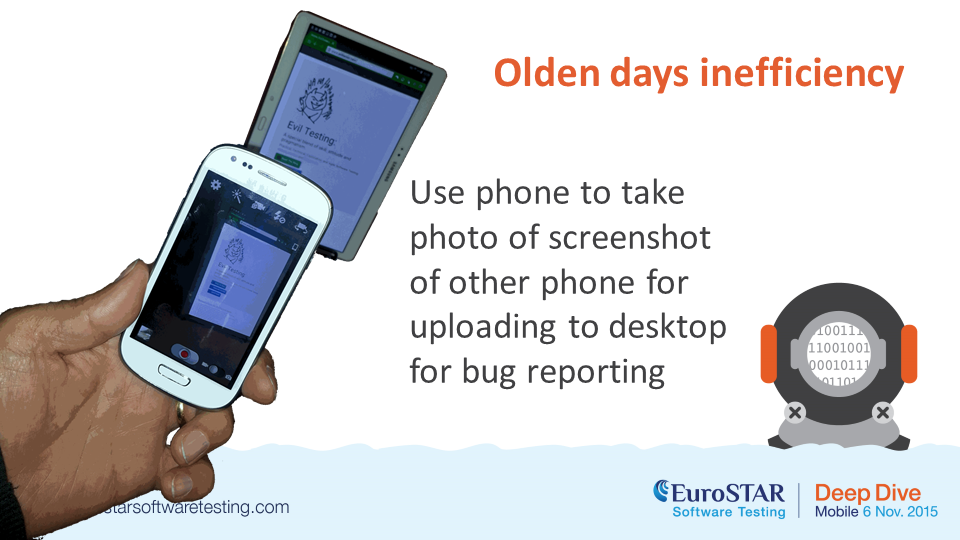 Olden days inefficiency
Evil Testing:
SAMSUNG
Use phone to take
photo of screenshot
of other phone for
uploading to desktop
for bug reporting
starsoftwaretesting.com
EuroSTAR
Software Testing
Deep Dive
Mobile 6 Nov. 2015